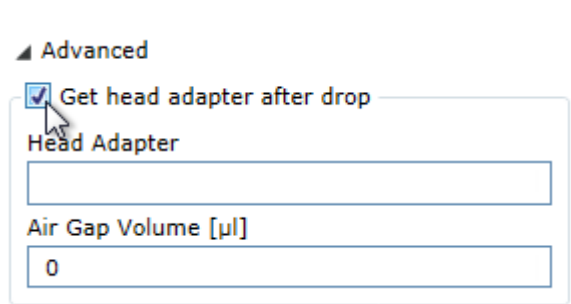 Advanced
Get head adapter after drop
Head Adapter
Air Gap Volume [µl]
0